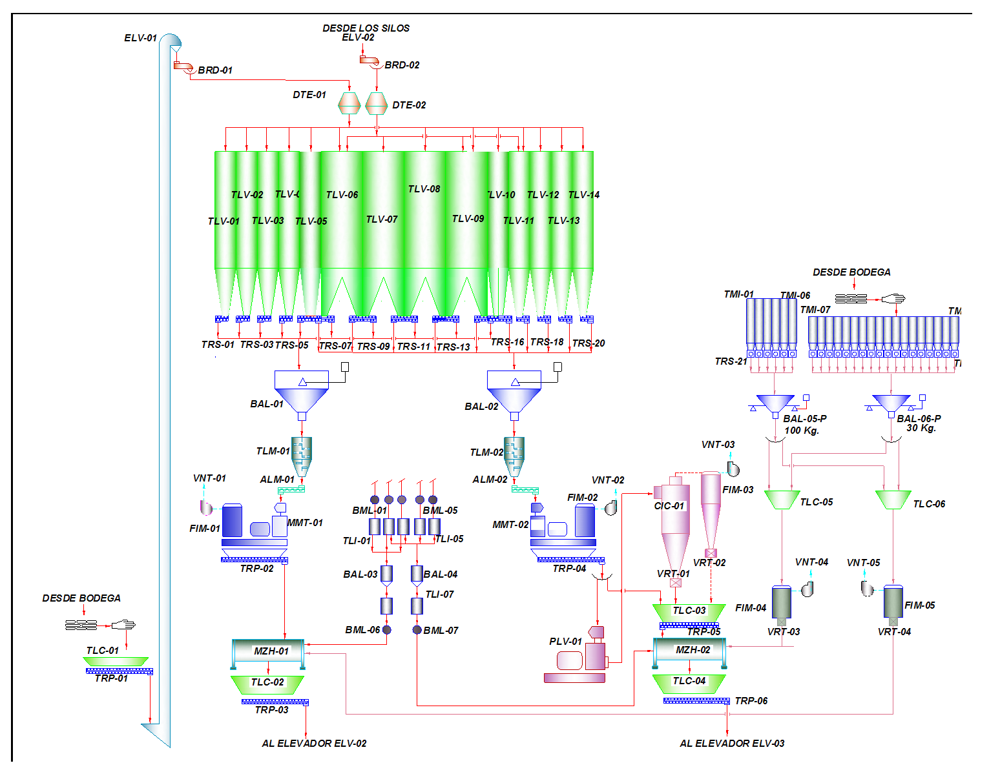 DESDE LOS SILOS
ELV-01
ELV-02
BRD-01
BRD-02
DTE-01
DTE-02
TLV-02
TLV-06
TLV-08
TLV-10
TLV-12
TLV-14
TLV-01
TLV-03
TLV-05
TLV-07
TLV-09
TLV-11
TLV-13
DESDE BODEGA
TMI-01
TMI-06
TMI-07
TRS-01
TRS-03
TRS-05
TRS-07
TRS-09
TRS-11
TRS-13
TRS-16
TRS-18
TRS-20
TRS-21
BAL-01
BAL-02
BAL-05-P
100 Kg.
BAL-06-P
30 Kg.
TLM-01
TLM-02
VNT-03
VNT-01
ALM-01
ALM-02
VNT-02
FIM-03
FIM-02
CIC-01
TLC-05
TLC-06
BML-01
BML-05
FIM-01
MMT-01
MMT-02
TLI-01
TLI-05
TRP-02
TRP-04
VRT-02
VNT-04
VNT-05
BAL-03
BAL-04
VRT-01
TLI-07
DESDE BODEGA
FIM-04
FIM-05
TLC-03
BML-06
BML-07
TRP-05
VRT-03
VRT-04
PLV-01
TLC-01
MZH-01
MZH-02
TRP-01
TLC-02
TLC-04
TRP-03
TRP-06
AL ELEVADOR ELV-02
AL ELEVADOR ELV-03